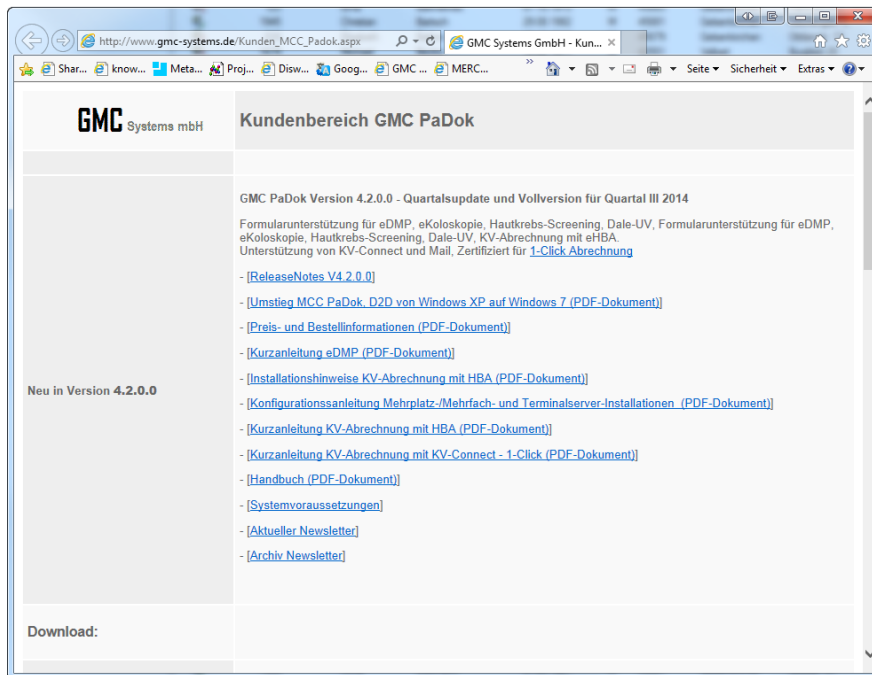 http://www.gmc-systems.de/Kunden_MCC_Padok.aspx
GMC Systems GmbH - Kun...
Shar... know... Meta... Proj... Disw... Goog... GMC ... MERC...
Seite Sicherheit Extras
GMC Systems mbH
Kundenbereich GMC PaDok
GMC PaDok Version 4.2.0.0 - Quartalsupdate und Vollversion für Quartal III 2014
Formularunterstützung für eDMP, eKoloskopie, Hautkrebs-Screening, Dale-UV, Formularunterstützung für eDMP,
eKoloskopie, Hautkrebs-Screening, Dale-UV, KV-Abrechnung mit eHBA.
Unterstützung von KV-Connect und Mail, Zertifiziert für 1-Click Abrechnung
- [ReleaseNotes V4.2.0.0]
- [Umstieg MCC PaDok, D2D von Windows XP auf Windows 7 (PDF-Dokument)]
- [Preis- und Bestellinformationen (PDF-Dokument)]
- [Kurzanleitung eDMP (PDF-Dokument)]
- [Installationshinweise KV-Abrechnung mit HBA (PDF-Dokument)]
Neu in Version 4.2.0.0
- [Konfigurationssanleitung Mehrplatz-/Mehrfach- und Terminalserver-Installationen (PDF-Dokument)]
- [Kurzanleitung KV-Abrechnung mit HBA (PDF-Dokument)]
- [Kurzanleitung KV-Abrechnung mit KV-Connect - 1-Click (PDF-Dokument)]
- [Handbuch (PDF-Dokument)]
- [Systemvoraussetzungen]
- [Aktueller Newsletter]
- [Archiv Newsletter]
Download: